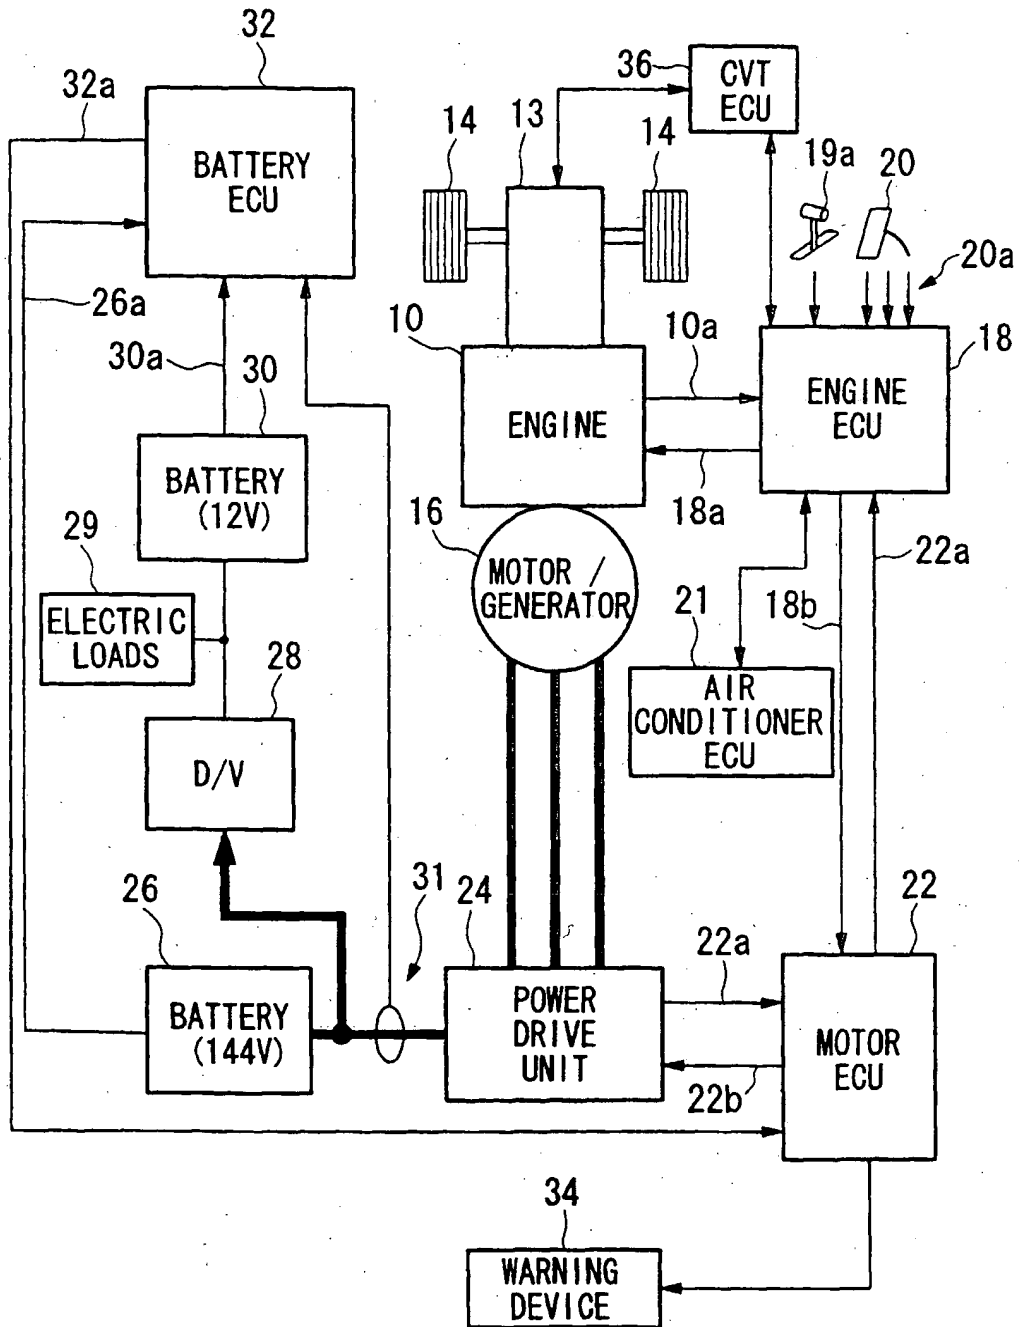 32
32a
BATTERY
ECU
36
CVT
ECU
14
13
14
19a
20
20a
26a
30a
30
10
10a
18
ENGINE
ENGINE
ECU
18a
BATTERY
(12V)
29
ELECTRIC
LOADS
16
MOTOR /
GENERATOR
22a
18b
21
AIR
CONDITIONER
ECU
28
D/V
26
BATTERY
(144V)
31
24
POWER
DRIVE
UNIT
22a
22b
22
MOTOR
ECU
34
WARNING
DEVICE